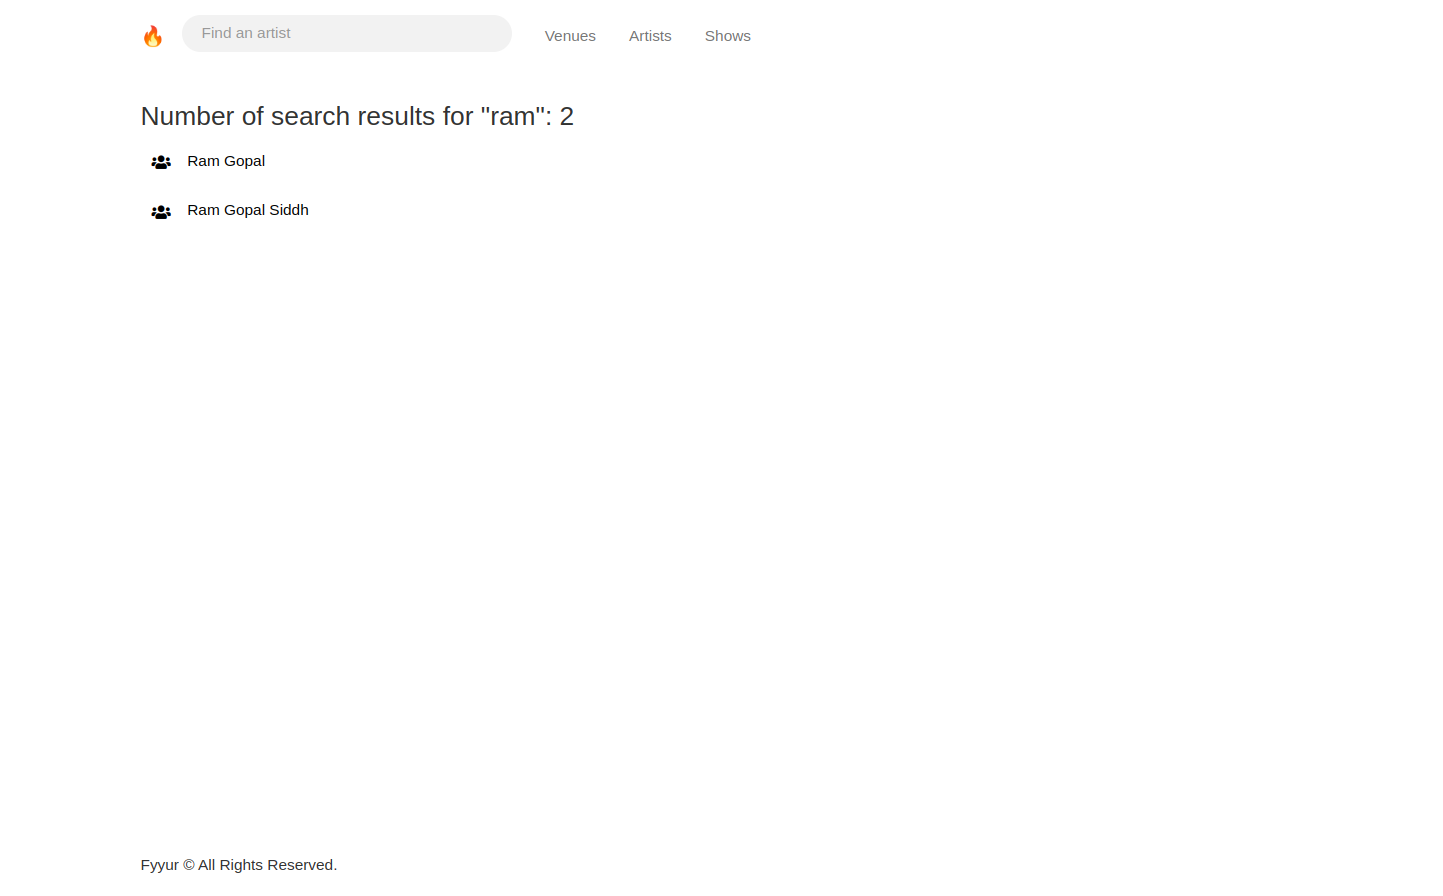 Find an artist
Venues
Artists
Shows
Number of search results for "ram": 2
Ram Gopal
Ram Gopal Siddh
Fyyur © All Rights Reserved.